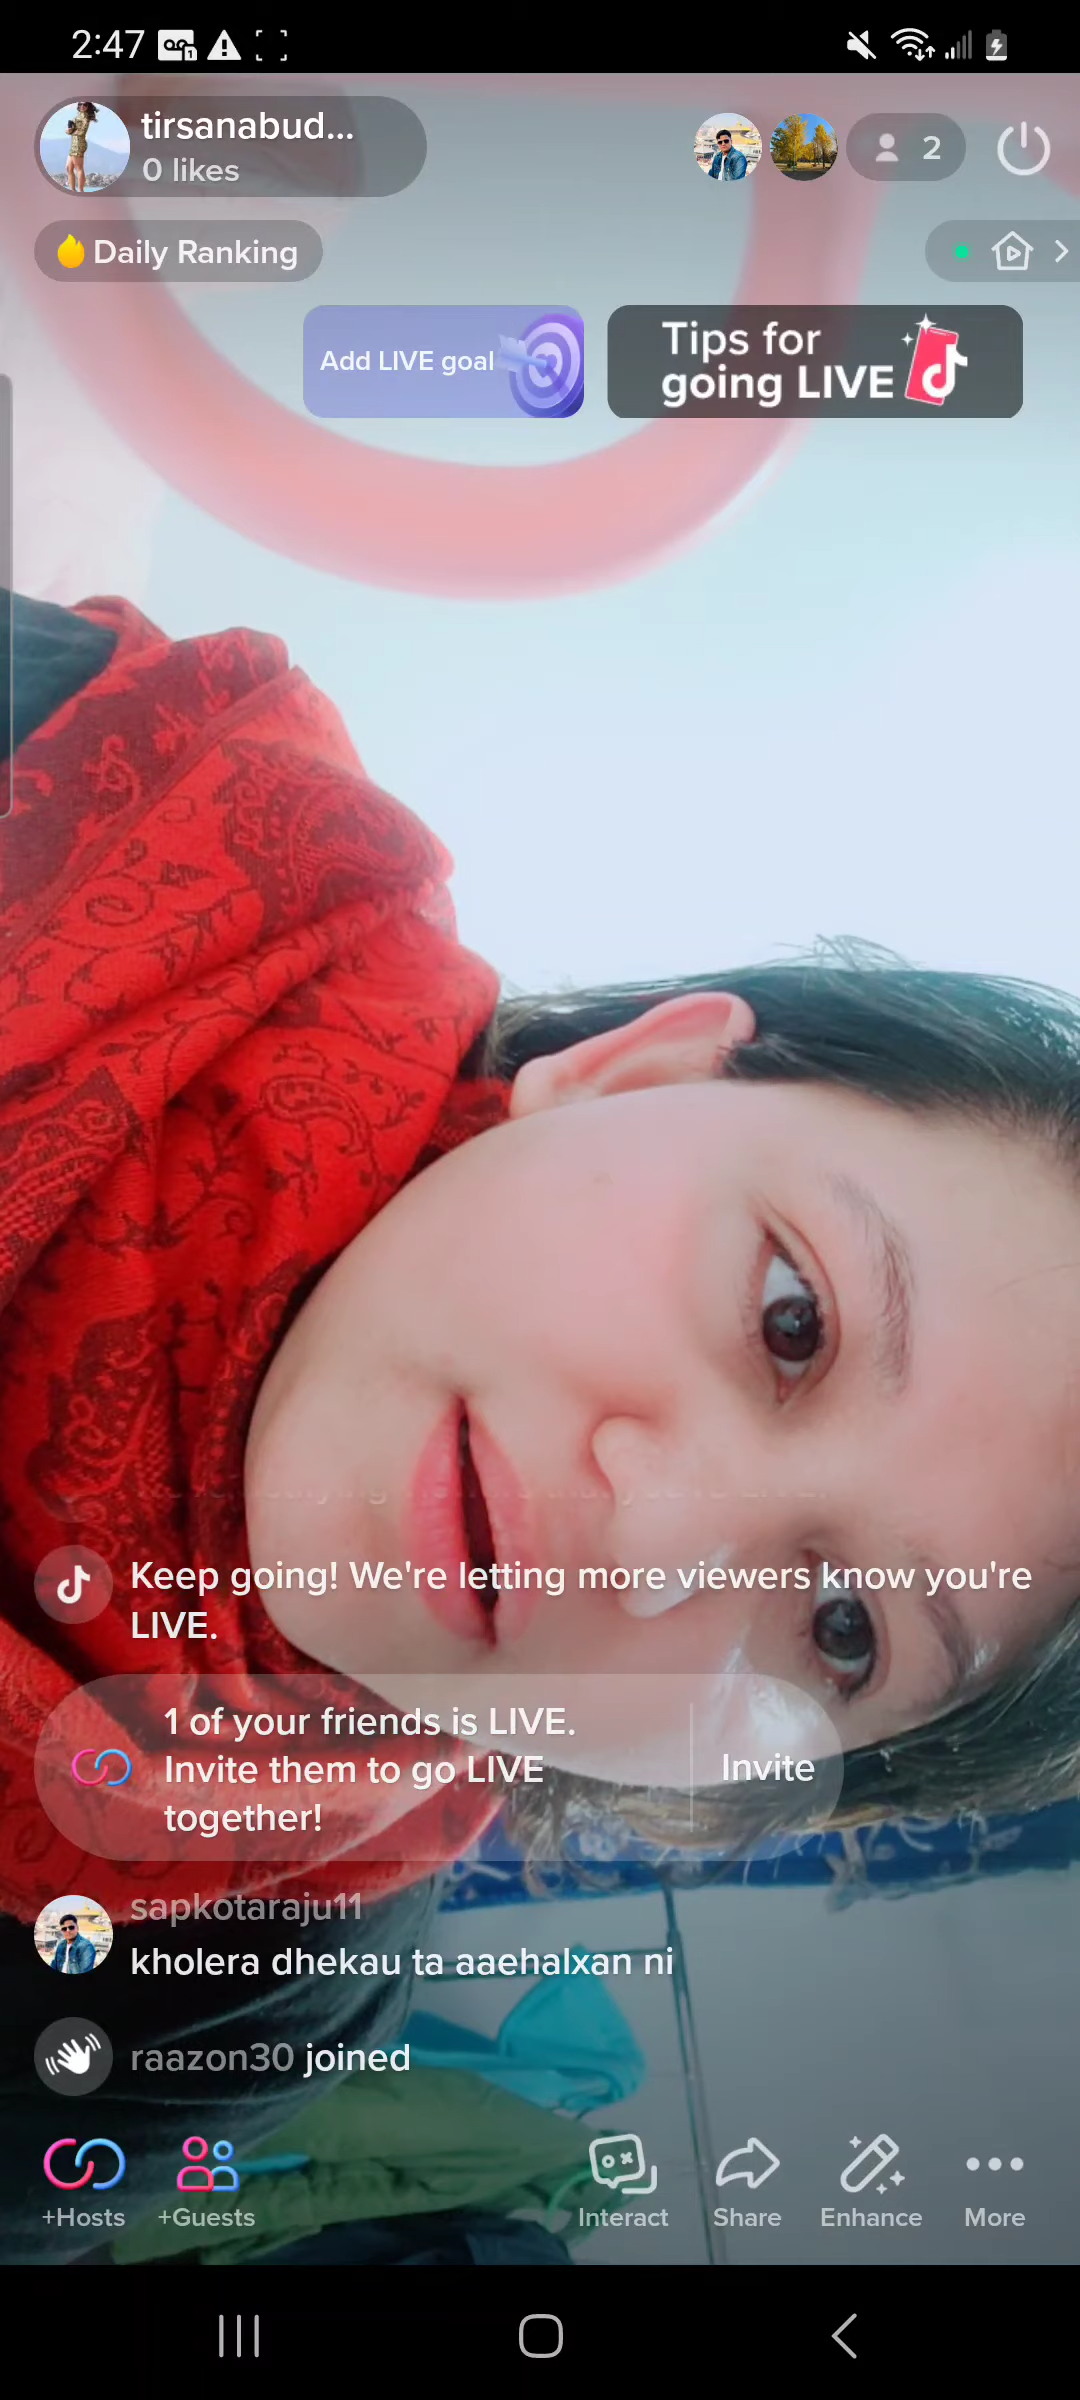 2:47
1
tirsanabud...
0 likes
2
Daily Ranking
Add LIVE goal
Tips for
going LIVE
Keep going! We're letting more viewers know you're
LIVE.
1 of your friends is LIVE.
Invite them to go LIVE
together!
Invite
sapkotaraju11
kholera dhekau ta aaehalxan ni
raazon30 joined
+Hosts
+Guests
Interact
Share
Enhance
More